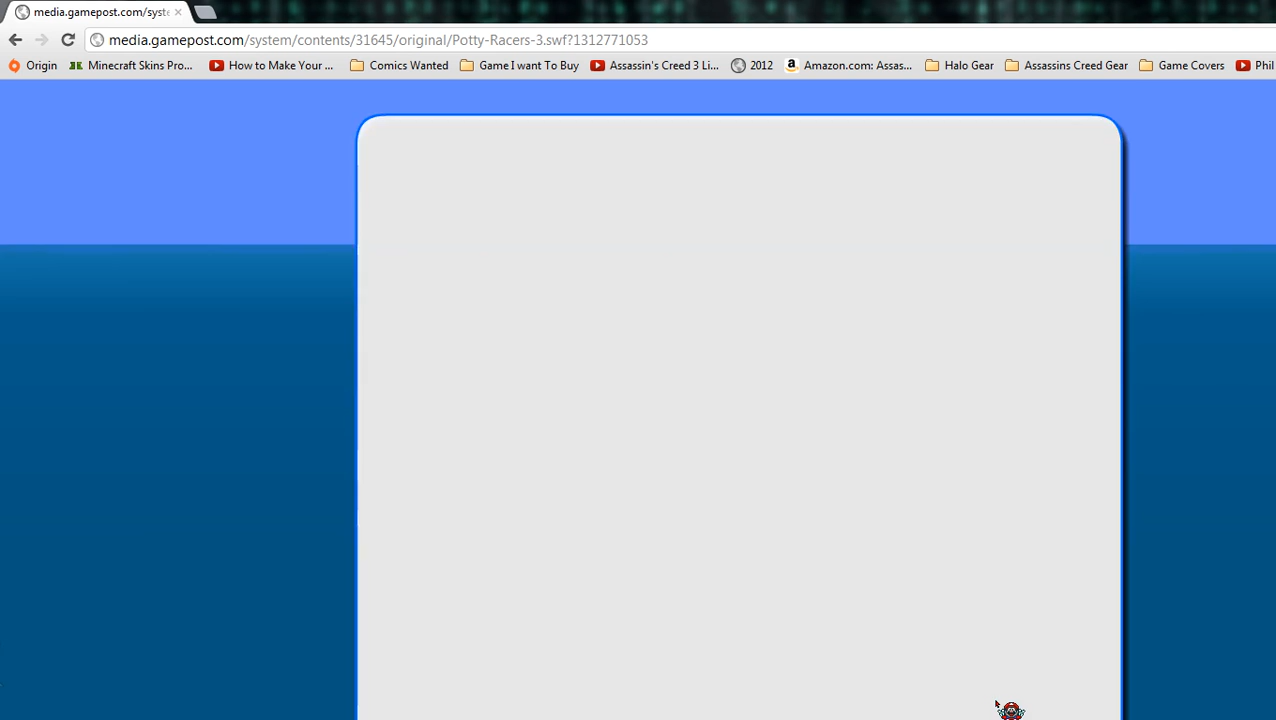 media.gamepost.com/syste
media.gamepost.com/system/contents/31645/original/Potty-Racers-3.swf?1312771053
Origin Minecraft Skins Pro... How to Make Your ... Comics Wanted Game I want To Buy Assassin's Creed 3 Li... 2012 Amazon.com: Assas... Halo Gear Assassins Creed Gear Game Covers Phil